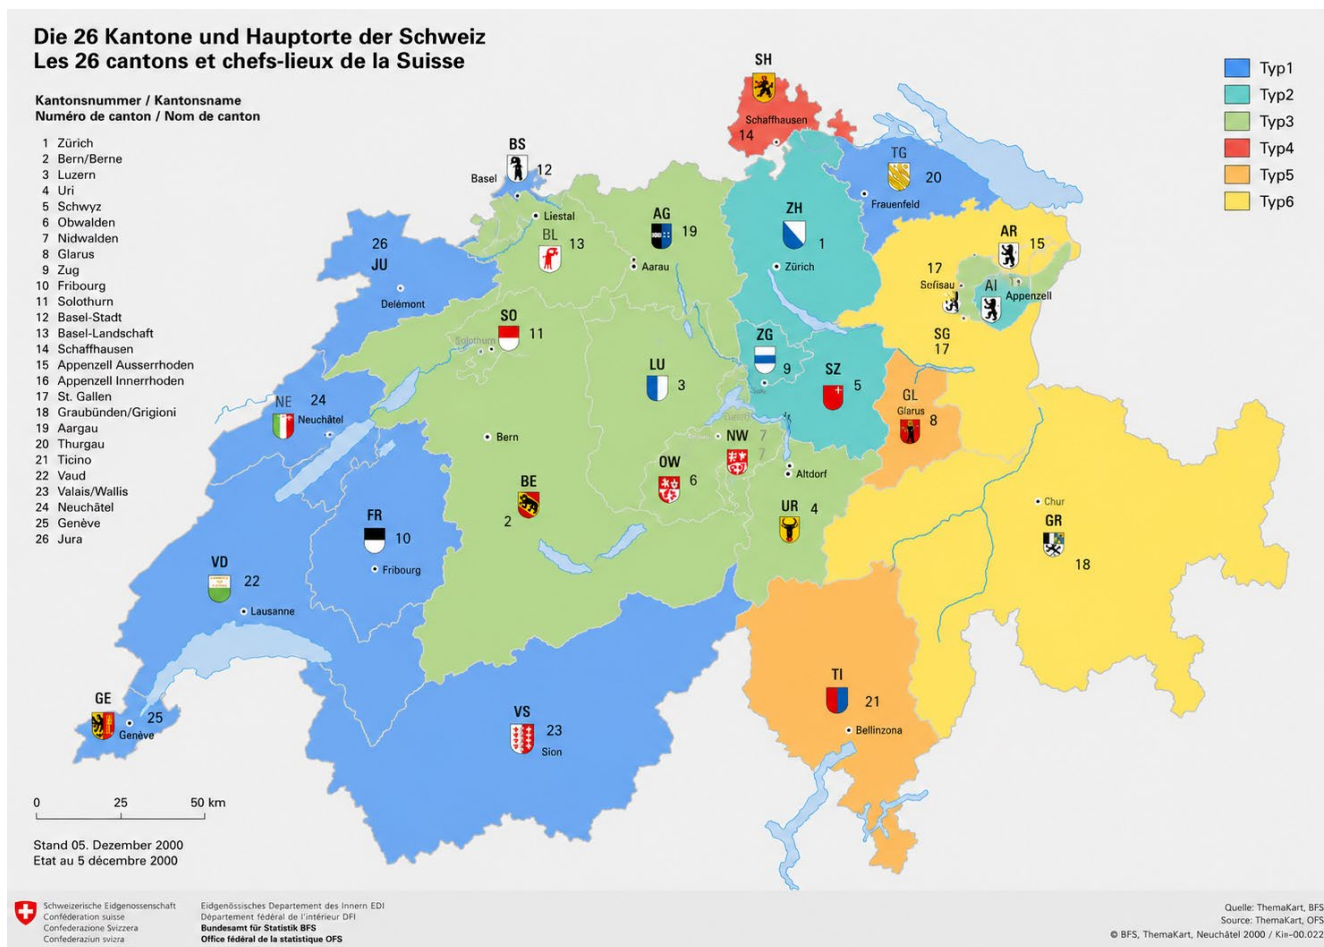 Die 26 Kantone und Hauptorte der Schweiz
Les 26 cantons et chefs-lieux de la Suisse
Kantonsnummer / Kantonsname
Numéro de canton / Nom de canton
1 Zürich
2 Bern/Berne
3 Luzern
4 Uri
5 Schwyz
6 Obwalden
7 Nidwalden
8 Glarus
9 Zug
10 Fribourg
11 Solothurn
12 Basel-Stadt
13 Basel-Landschaft
14 Schaffhausen
15 Appenzell Ausserrhoden
16 Appenzell Innerrhoden
17 St. Gallen
18 Graubünden/Grigioni
19 Aargau
20 Thurgau
21 Ticino
22 Vaud
23 Valais/Wallis
24 Neuchâtel
25 Genève
26 Jura
Typ1
Typ2
Typ3
Typ4
Typ5
Typ6
SH
Schaffhausen
14
BS
Basel
12
TG
20
Frauenfeld
Liestal
BL
13
AG
19
Aarau
ZH
1
Zürich
AR
15
17
AI
Appenzell
SG
17
26
JU
Delémont
SO
11
Solothurn
ZG
9
LU
3
SZ
5
GL
Glarus
8
NE
24
Neuchâtel
Bern
BE
2
NW
7
7
OW
6
Altdorf
UR
4
Chur
GR
18
FR
10
Fribourg
VD
22
Lausanne
GE
25
Genève
VS
23
Sion
TI
21
Bellinzona
0 25 50 km
Stand 05. Dezember 2000
Etat au 5 décembre 2000
Schweizerische Eidgenossenschaft
Confédération suisse
Confederazione Svizzera
Confederaziun svizra
Eidgenössisches Departement des Innern EDI
Département fédéral de l'intérieur DFI
Bundesamt für Statistik BFS
Office fédéral de la statistique OFS
Quelle: ThemaKart, BFS
Source: ThemaKart, OFS
© BFS, ThemaKart, Neuchâtel 2000 / Kin-00.022